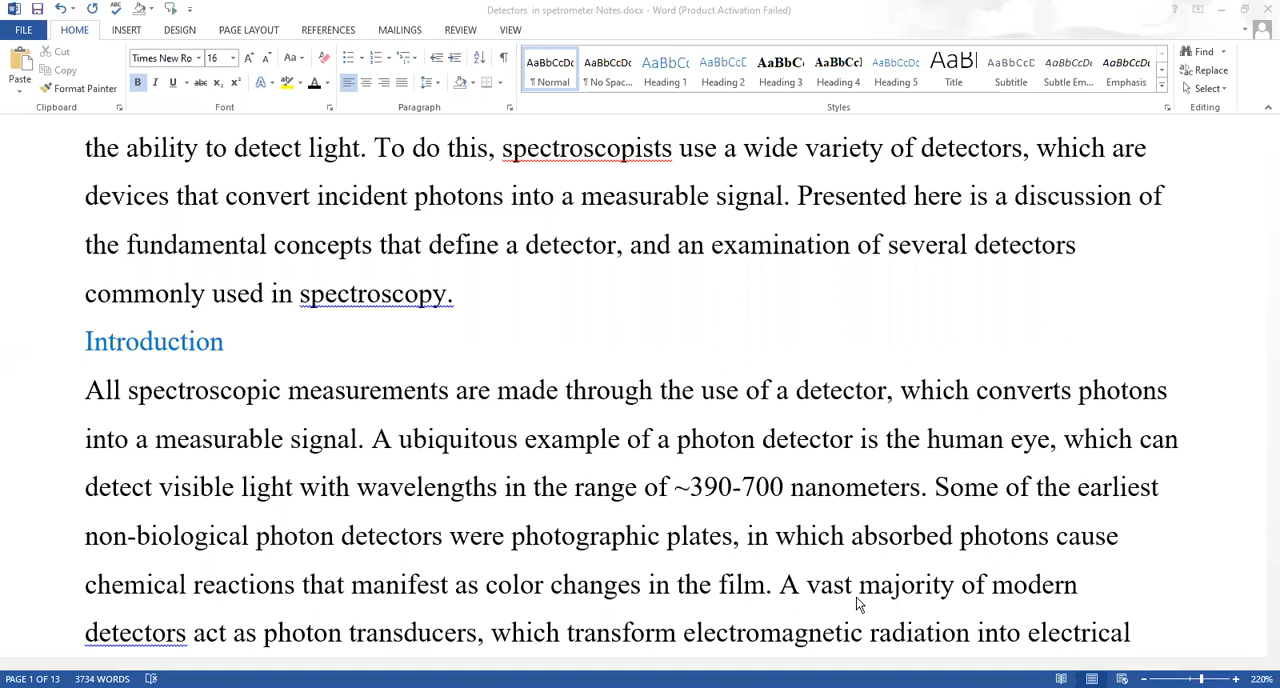 Detectors in spetrometer Notes.docx - Word (Product Activation Failed)
FILE HOME INSERT DESIGN PAGE LAYOUT REFERENCES MAILINGS REVIEW VIEW
Paste
Cut
Copy
Format Painter
Clipboard
Times New Ro 16
Font
Paragraph
AaBbCcDc AaBbCcDc AaBbCc AaBbCcD AaBbC AaBbCc AaBbCcDc AaBl AaBbCcD AaBbCcDc AaBbCcDc
¶ Normal ¶ No Spac... Heading 1 Heading 2 Heading 3 Heading 4 Heading 5 Title Subtitle Subtle Em... Emphasis
Styles
Find
Replace
Select
Editing
the ability to detect light. To do this, spectroscopists use a wide variety of detectors, which are
devices that convert incident photons into a measurable signal. Presented here is a discussion of
the fundamental concepts that define a detector, and an examination of several detectors
commonly used in spectroscopy.
Introduction
All spectroscopic measurements are made through the use of a detector, which converts photons
into a measurable signal. A ubiquitous example of a photon detector is the human eye, which can
detect visible light with wavelengths in the range of ~390-700 nanometers. Some of the earliest
non-biological photon detectors were photographic plates, in which absorbed photons cause
chemical reactions that manifest as color changes in the film. A vast majority of modern
detectors act as photon transducers, which transform electromagnetic radiation into electrical
PAGE 1 OF 13 3734 WORDS 220%